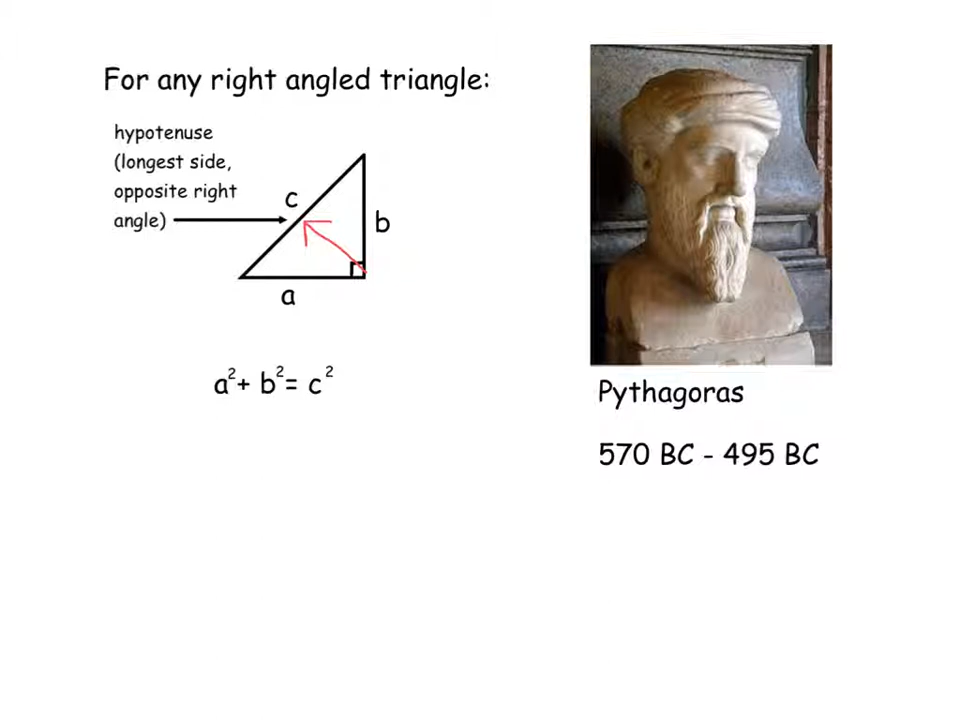 For any right angled triangle:
hypotenuse
(longest side,
opposite right
angle)
c
b
a
a²+ b²= c²
Pythagoras
570 BC - 495 BC